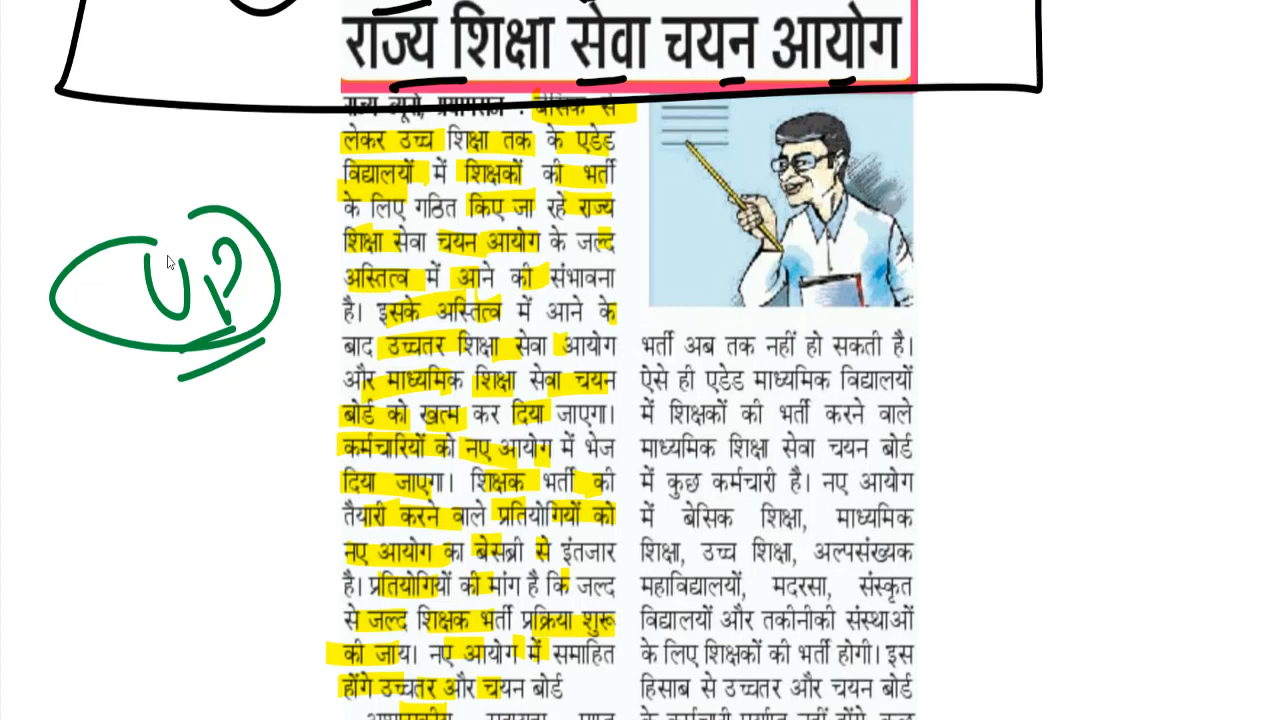 राज्य शिक्षा सेवा चयन आयोग
राज्य ब्यूरो, प्रयागराज : बेसिक से
लेकर उच्च शिक्षा तक के एडेड
विद्यालयों में शिक्षकों की भर्ती
के लिए गठित किए जा रहे राज्य
शिक्षा सेवा चयन आयोग के जल्द
अस्तित्व में आने की संभावना
है। इसके अस्तित्व में आने के
बाद उच्चतर शिक्षा सेवा आयोग
और माध्यमिक शिक्षा सेवा चयन
बोर्ड को खत्म कर दिया जाएगा।
कर्मचारियों को नए आयोग में भेज
दिया जाएगा। शिक्षक भर्ती की
तैयारी करने वाले प्रतियोगियों को
नए आयोग का बेसब्री से इंतजार
है। प्रतियोगियों की मांग है कि जल्द
से जल्द शिक्षक भर्ती प्रक्रिया शुरू
की जाय। नए आयोग में समाहित
होंगे उच्चतर और चयन बोर्ड
भर्ती अब तक नहीं हो सकती है।
ऐसे ही एडेड माध्यमिक विद्यालयों
में शिक्षकों की भर्ती करने वाले
माध्यमिक शिक्षा सेवा चयन बोर्ड
में कुछ कर्मचारी है। नए आयोग
में बेसिक शिक्षा, माध्यमिक
शिक्षा, उच्च शिक्षा, अल्पसंख्यक
महाविद्यालयों, मदरसा, संस्कृत
विद्यालयों और तकीनीकी संस्थाओं
के लिए शिक्षकों की भर्ती होगी। इस
हिसाब से उच्चतर और चयन बोर्ड
UP